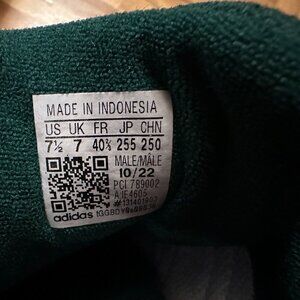 MADE IN INDONESIA
US UK FR JP CHN
7½ 7 40⅔ 255 250
MALE/MÂLE
10/22
PCI 789002
adidas